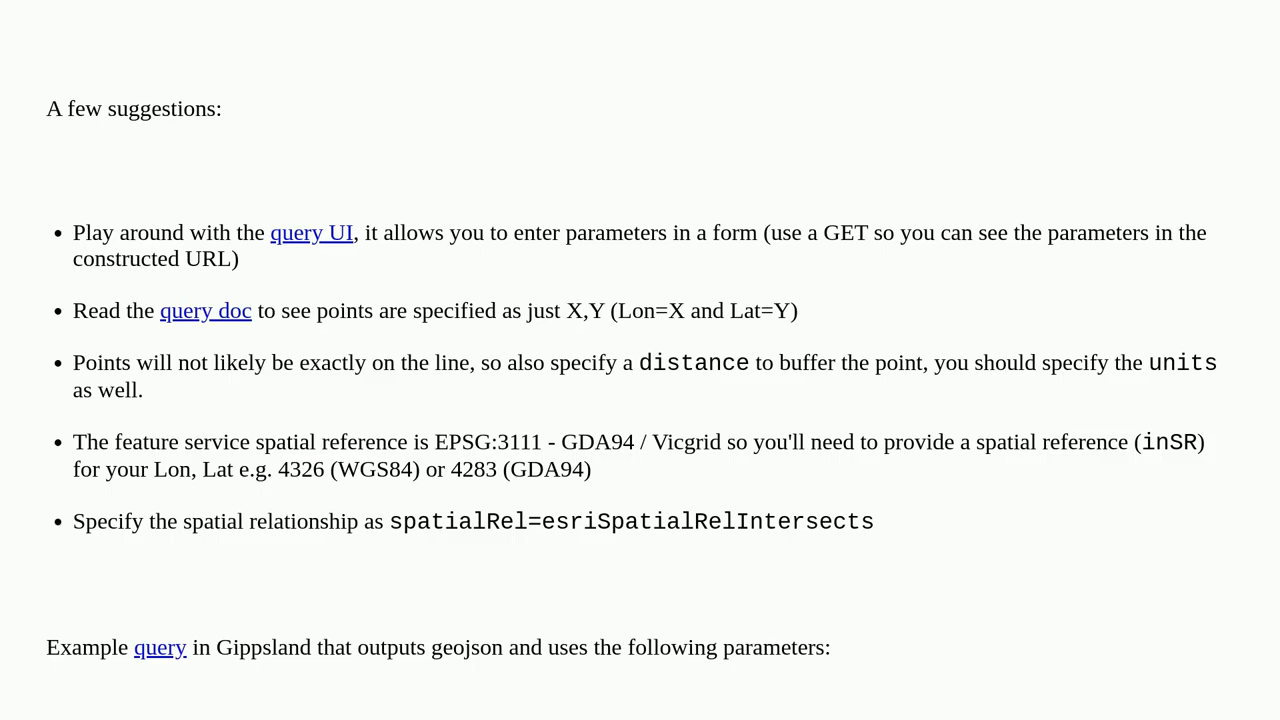 A few suggestions:
• Play around with the query UI, it allows you to enter parameters in a form (use a GET so you can see the parameters in the
constructed URL)
• Read the query doc to see points are specified as just X,Y (Lon=X and Lat=Y)
• Points will not likely be exactly on the line, so also specify a distance to buffer the point, you should specify the units
as well.
• The feature service spatial reference is EPSG:3111 - GDA94 / Vicgrid so you'll need to provide a spatial reference (inSR)
for your Lon, Lat e.g. 4326 (WGS84) or 4283 (GDA94)
• Specify the spatial relationship as spatialRel=esriSpatialRelIntersects
Example query in Gippsland that outputs geojson and uses the following parameters: